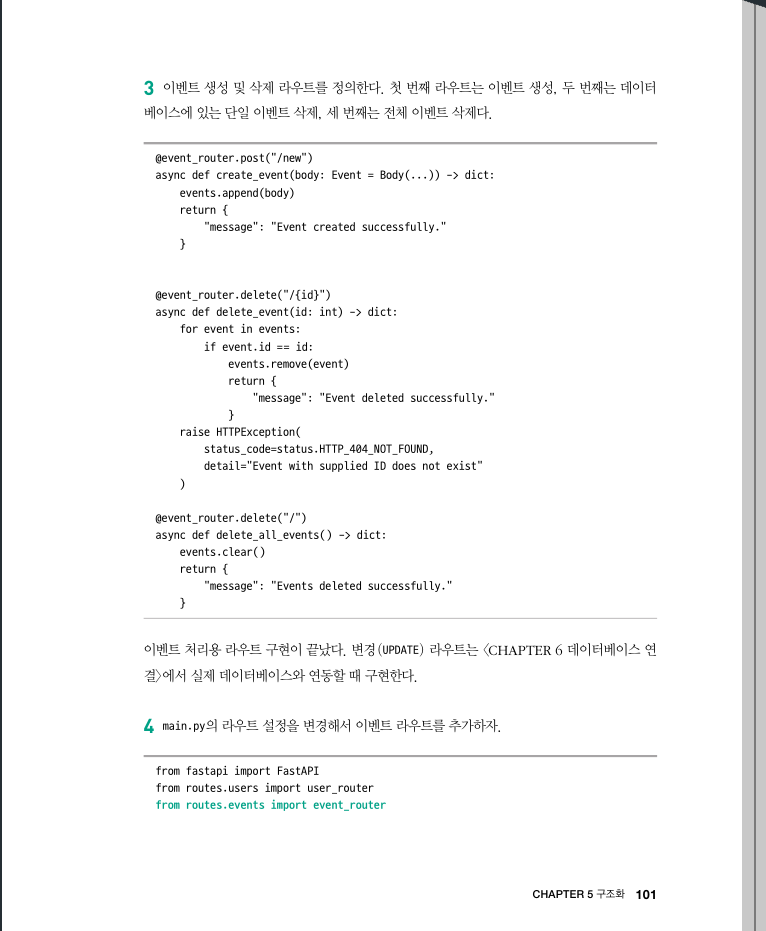 3 이벤트 생성 및 삭제 라우트를 정의한다. 첫 번째 라우트는 이벤트 생성, 두 번째는 데이터
베이스에 있는 단일 이벤트 삭제, 세 번째는 전체 이벤트 삭제다.
@event_router.post("/new")
async def create_event(body: Event = Body(...)) -> dict:
    events.append(body)
    return {
        "message": "Event created successfully."
    }
@event_router.delete("/{id}")
async def delete_event(id: int) -> dict:
    for event in events:
        if event.id == id:
            events.remove(event)
            return {
                "message": "Event deleted successfully."
            }
    raise HTTPException(
        status_code=status.HTTP_404_NOT_FOUND,
        detail="Event with supplied ID does not exist"
    )
@event_router.delete("/")
async def delete_all_events() -> dict:
    events.clear()
    return {
        "message": "Events deleted successfully."
    }
이벤트 처리용 라우트 구현이 끝났다. 변경(UPDATE) 라우트는 〈CHAPTER 6 데이터베이스 연
결〉에서 실제 데이터베이스와 연동할 때 구현한다.
4 main.py의 라우트 설정을 변경해서 이벤트 라우트를 추가하자.
from fastapi import FastAPI
from routes.users import user_router
from routes.events import event_router
CHAPTER 5 구조화 101